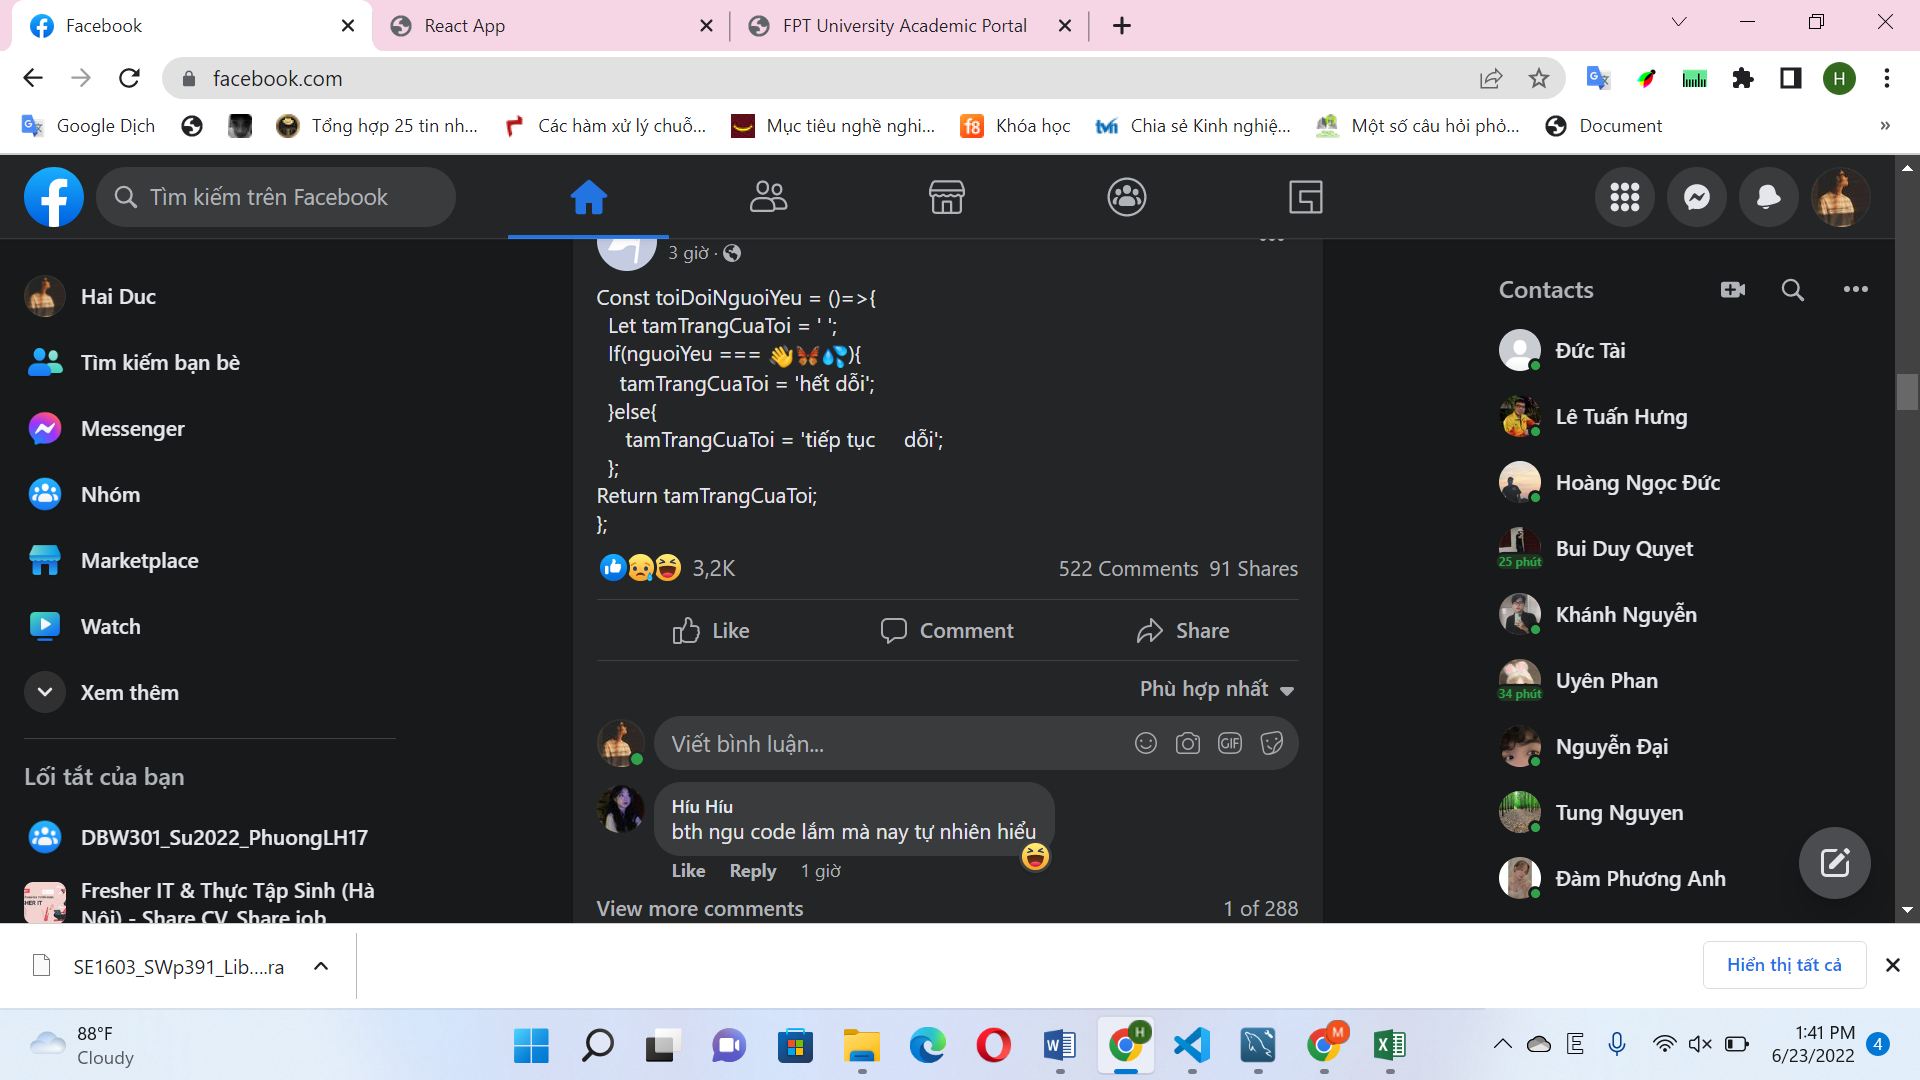 Facebook
React App
FPT University Academic Portal
facebook.com
H
Google Dịch
Tổng hợp 25 tin nh...
Các hàm xử lý chuỗ...
Mục tiêu nghề nghi...
f8 Khóa học
tvm Chia sẻ Kinh nghiệ...
Một số câu hỏi phỏ...
Document
»
Tìm kiếm trên Facebook
Hai Duc
Tìm kiếm bạn bè
Messenger
Nhóm
Marketplace
Watch
Xem thêm
Lối tắt của bạn
DBW301_Su2022_PhuongLH17
Fresher IT & Thực Tập Sinh (Hà
Nội) - Share CV, Share job
3 giờ ·
Const toiDoiNguoiYeu = ()=>{
Let tamTrangCuaToi = ' ';
If(nguoiYeu === 👋🦋💦){
tamTrangCuaToi = 'hết dỗi';
}else{
tamTrangCuaToi = 'tiếp tục     dỗi';
};
Return tamTrangCuaToi;
};
3,2K
522 Comments 91 Shares
Like Comment Share
Phù hợp nhất
Viết bình luận...
GIF
Híu Híu
bth ngu code lắm mà nay tự nhiên hiểu
Like Reply 1 giờ
View more comments
1 of 288
Contacts
Đức Tài
Lê Tuấn Hưng
Hoàng Ngọc Đức
Bui Duy Quyet
25 phút
Khánh Nguyễn
Uyên Phan
34 phút
Nguyễn Đại
Tung Nguyen
Đàm Phương Anh
SE1603_SWp391_Lib....ra
Hiển thị tất cả
88°F
Cloudy
W
H
M
X
E
1:41 PM
6/23/2022
4